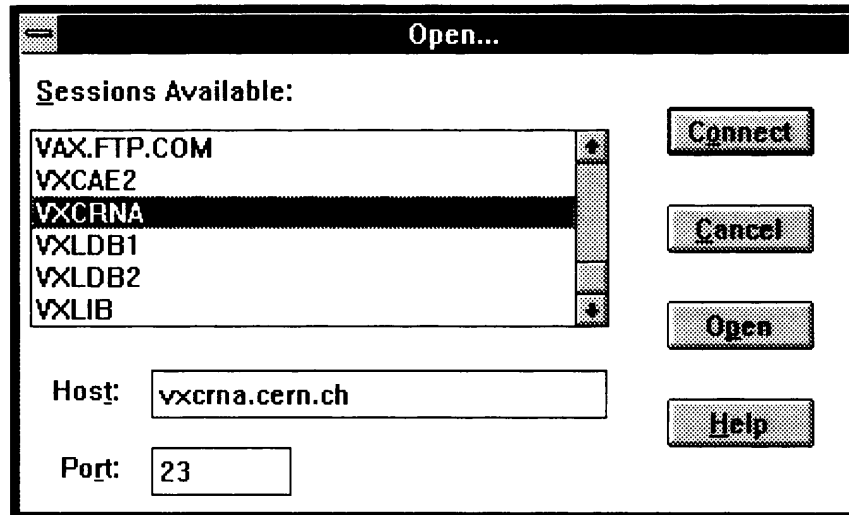 Open...
Sessions Available:
VAX.FTP.COM
VXCAE2
VXCRNA
VXLDB1
VXLDB2
VXLIB
Connect
Cancel
Open
Help
Host: vxcrna.cern.ch
Port: 23